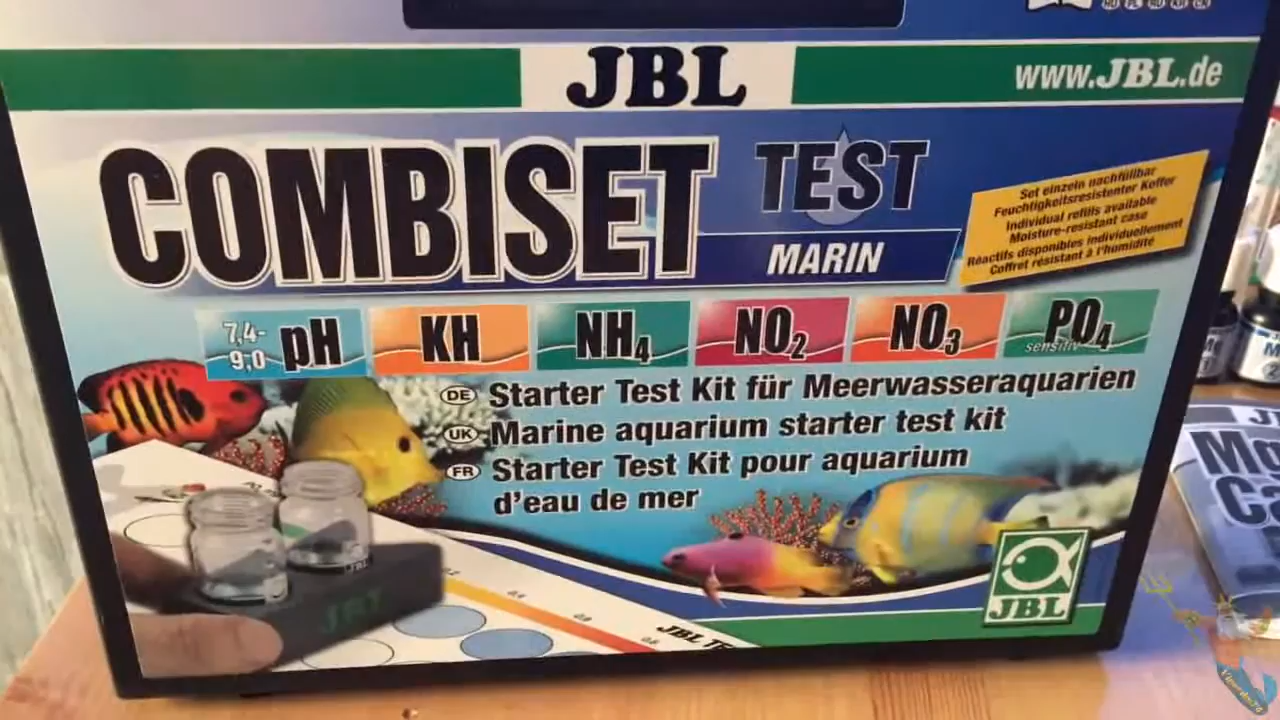 JBL
www.JBL.de
COMBISET
TEST
MARIN
Set einzeln nachfüllbar
Feuchtigkeitsresistenter Koffer
Individual refills available
Moisture-resistant case
Réactifs disponibles individuellement
Coffret résistant à l'humidité
7,4-
9,0
pH
KH
NH4
NO2
NO3
PO4
sensitiv
DE Starter Test Kit für Meerwasseraquarien
UK Marine aquarium starter test kit
FR Starter Test Kit pour aquarium
d'eau de mer
JBL
JBL
JBL